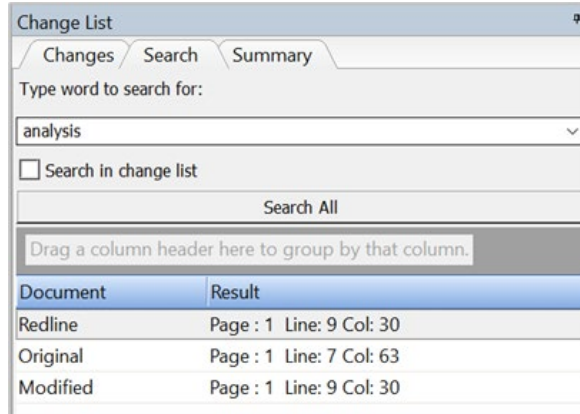 Change List
Changes Search Summary
Type word to search for:
analysis
Search in change list
Search All
Drag a column header here to group by that column.
Document Result
Redline Page : 1 Line: 9 Col: 30
Original Page : 1 Line: 7 Col: 63
Modified Page : 1 Line: 9 Col: 30